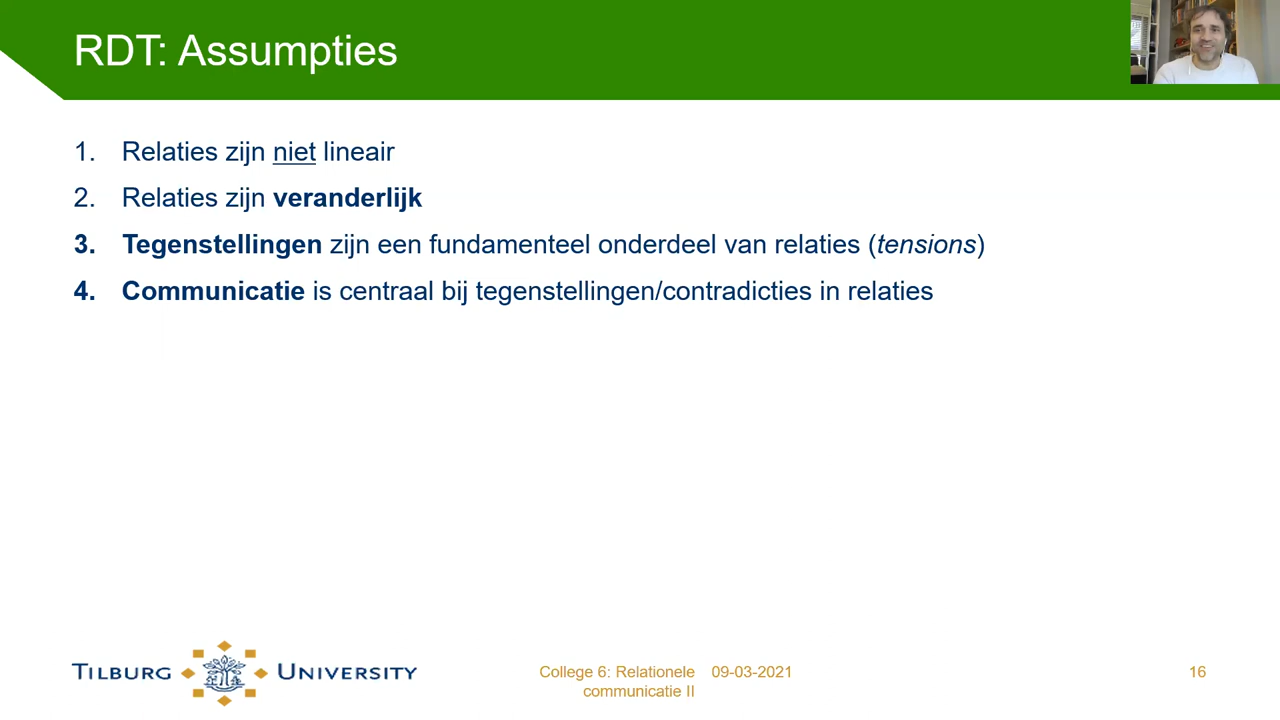 RDT: Assumpties
1. Relaties zijn niet lineair
2. Relaties zijn veranderlijk
3. Tegenstellingen zijn een fundamenteel onderdeel van relaties (tensions)
4. Communicatie is centraal bij tegenstellingen/contradicties in relaties
TILBURG UNIVERSITY
College 6: Relationele communicatie II
09-03-2021
16